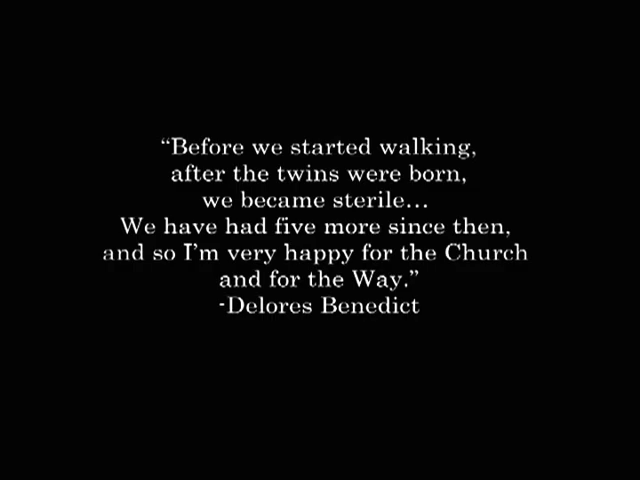 “Before we started walking,
after the twins were born,
we became sterile...
We have had five more since then,
and so I’m very happy for the Church
and for the Way.”
-Delores Benedict